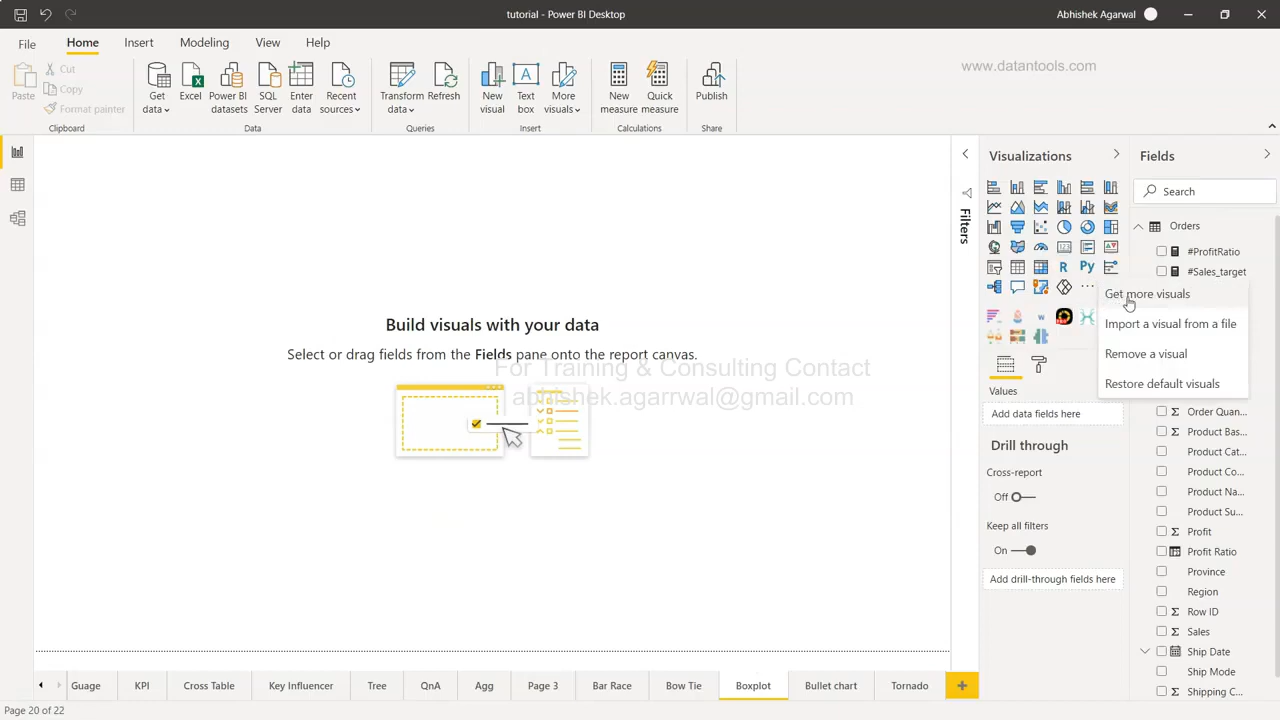 tutorial - Power BI Desktop
Abhishek Agarwal
File
Home
Insert
Modeling
View
Help
www.datantools.com
Paste
Cut
Copy
Format painter
Clipboard
Get data
Excel
Power BI datasets
SQL Server
Enter data
Recent sources
Data
Transform data
Refresh
Queries
New visual
Text box
More visuals
Insert
New measure
Quick measure
Calculations
Publish
Share
Build visuals with your data
Select or drag fields from the Fields pane onto the report canvas.
For Training & Consulting Contact
abhishek.agarrwal@gmail.com
Filters
Visualizations
R
Py
Get more visuals
Import a visual from a file
Remove a visual
Restore default visuals
Values
Add data fields here
Drill through
Cross-report
Off
Keep all filters
On
Add drill-through fields here
Fields
Search
Orders
#ProfitRatio
#Sales_target
Order Quan...
Product Bas...
Product Cat...
Product Co...
Product Na...
Product Su...
Profit
Profit Ratio
Province
Region
Row ID
Sales
Ship Date
Ship Mode
Shipping C...
Guage
KPI
Cross Table
Key Influencer
Tree
QnA
Agg
Page 3
Bar Race
Bow Tie
Boxplot
Bullet chart
Tornado
Page 20 of 22